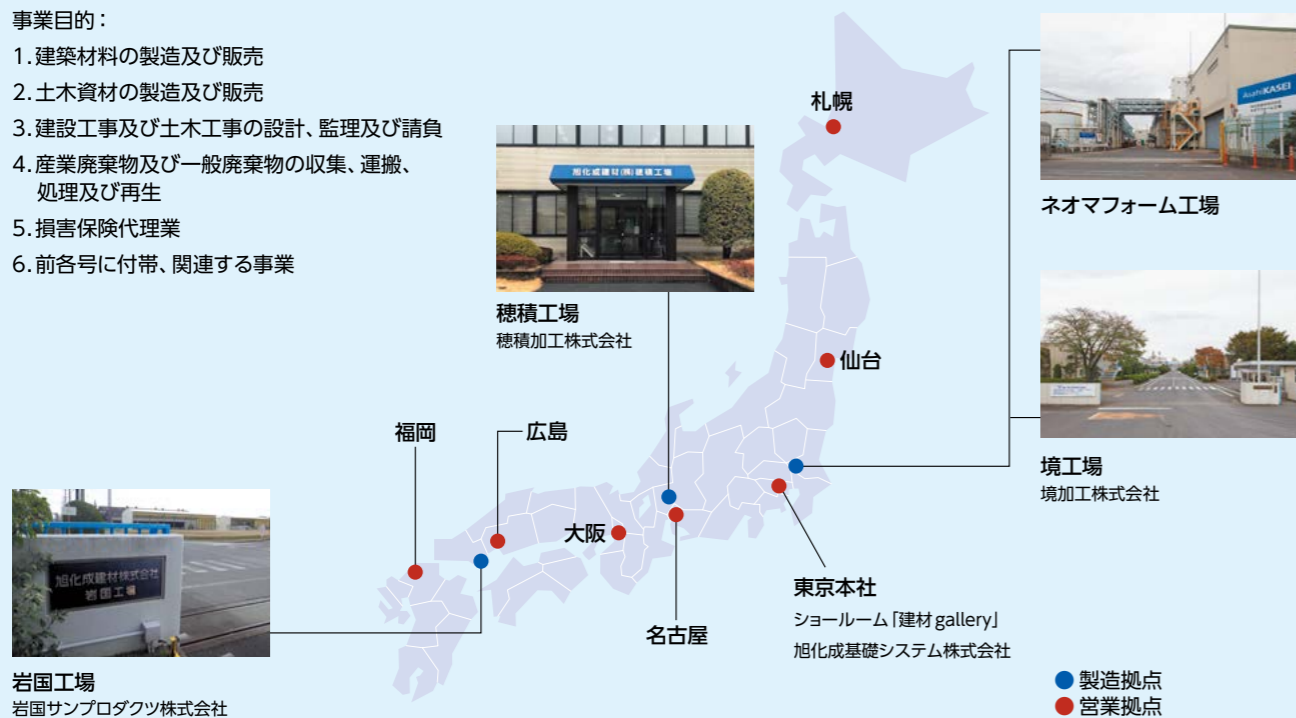 事業目的：
1.建築材料の製造及び販売
2.土木資材の製造及び販売
3.建設工事及び土木工事の設計、監理及び請負
4.産業廃棄物及び一般廃棄物の収集、運搬、
処理及び再生
5.損害保険代理業
6.前各号に付帯、関連する事業
旭化成建材(株)穂積工場
穂積工場
穂積加工株式会社
札幌
AsahiKASEI
ネオマフォーム工場
仙台
境工場
境加工株式会社
福岡
広島
大阪
名古屋
東京本社
ショールーム「建材gallery」
旭化成基礎システム株式会社
旭化成建材株式会社
岩国工場
岩国工場
岩国サンプロダクツ株式会社
製造拠点
営業拠点